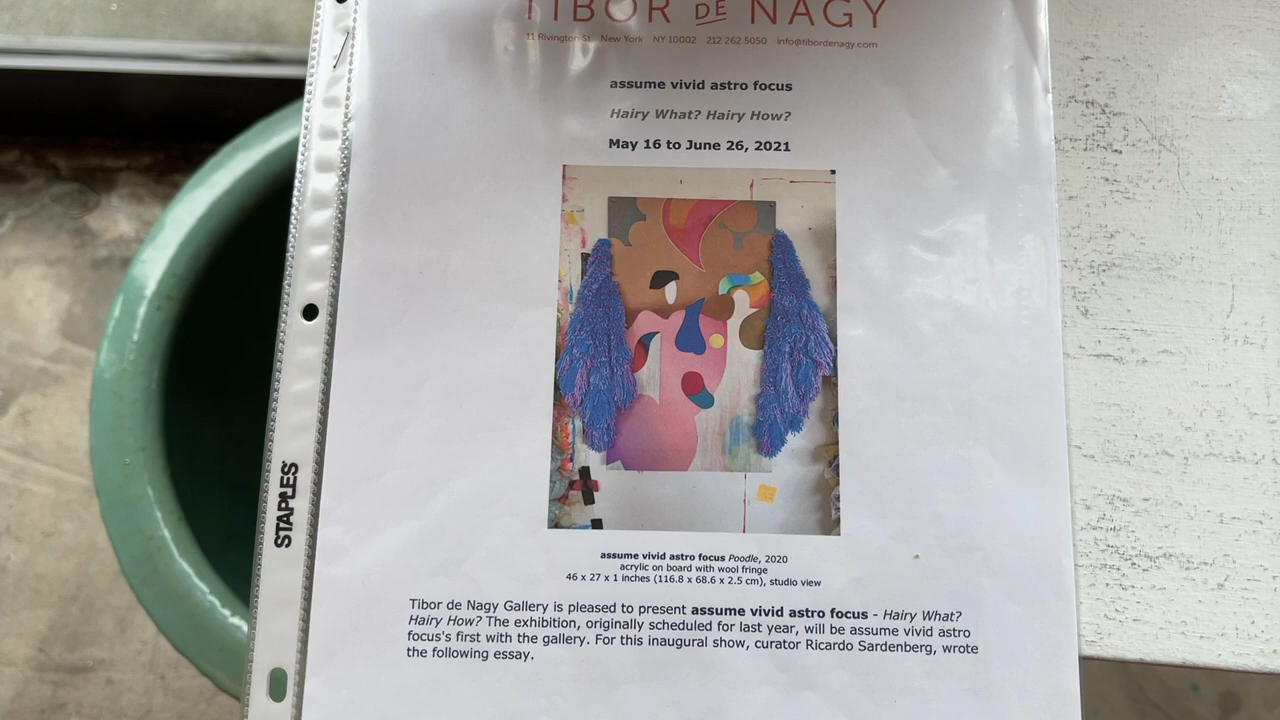 TIBOR DE NAGY
11 Rivington St. New York NY 10002 212 262 5050 info@tibordenagy.com
assume vivid astro focus
Hairy What? Hairy How?
May 16 to June 26, 2021
assume vivid astro focus Poodle, 2020
acrylic on board with wool fringe
46 x 27 x 1 inches (116.8 x 68.6 x 2.5 cm), studio view
Tibor de Nagy Gallery is pleased to present assume vivid astro focus - Hairy What?
Hairy How? The exhibition, originally scheduled for last year, will be assume vivid astro
focus's first with the gallery. For this inaugural show, curator Ricardo Sardenberg, wrote
the following essay.
STAPLES